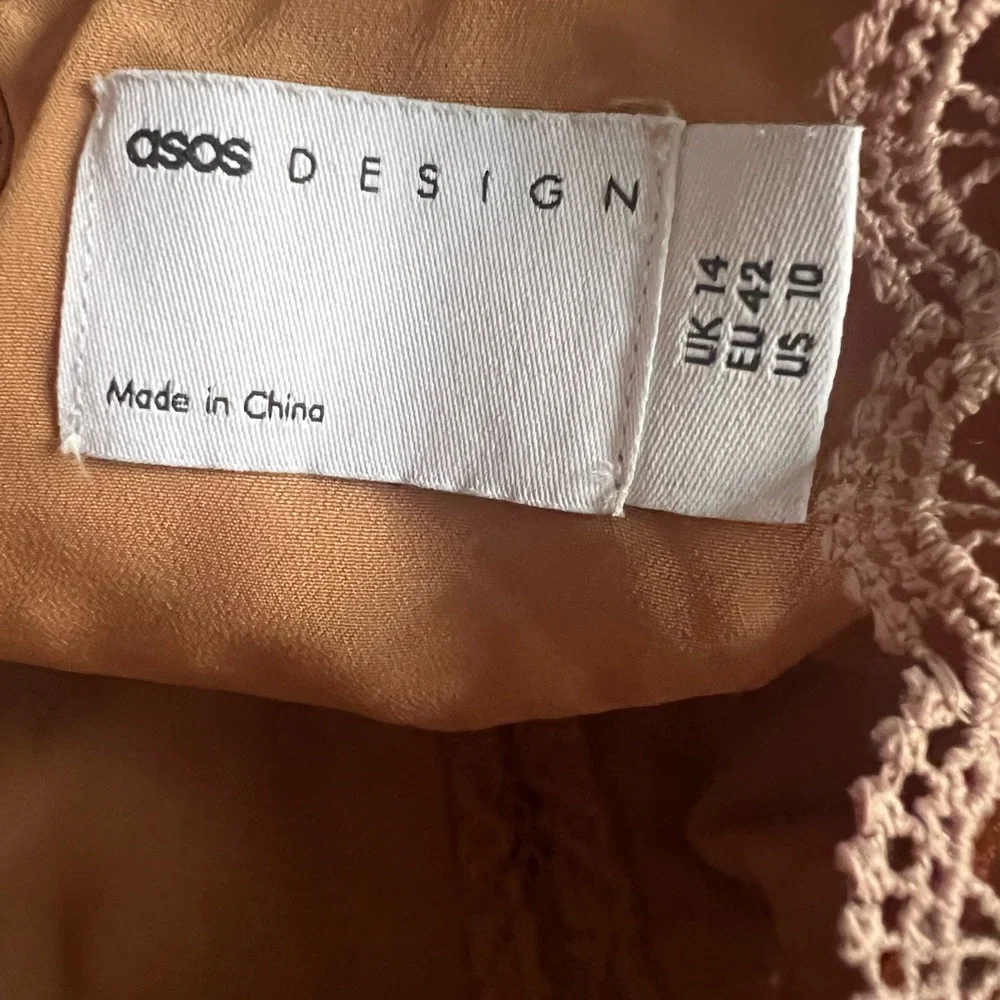 asos DESIGN
Made in China
UK 14
EU 42
US 10